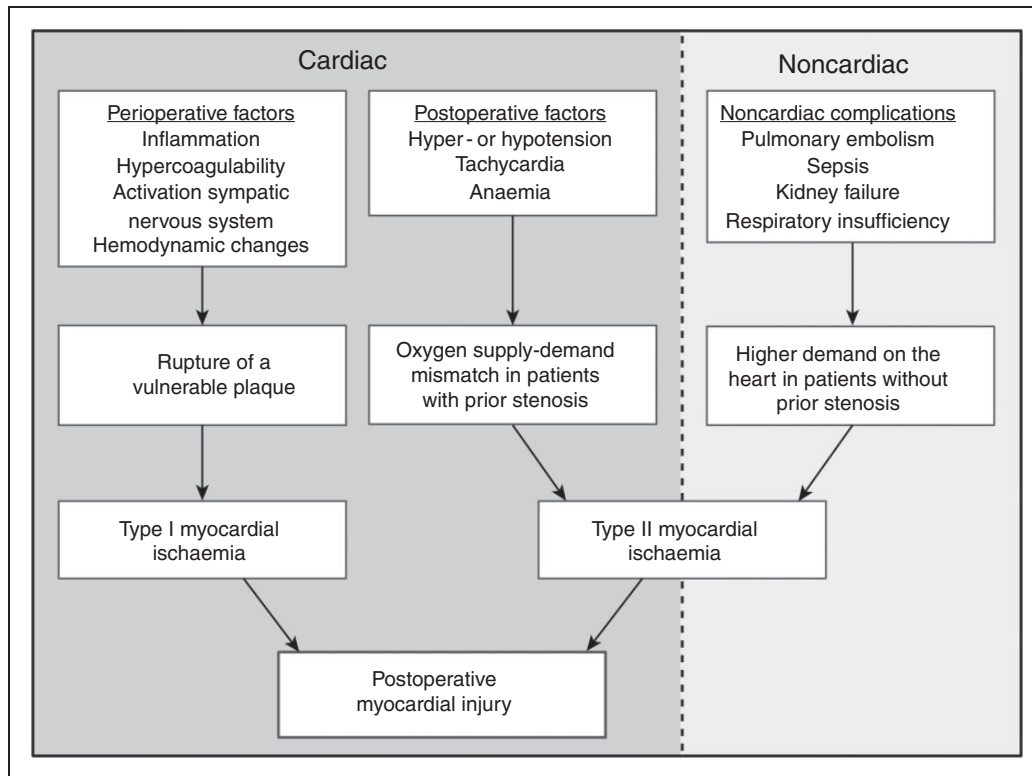 Cardiac
Noncardiac
Perioperative factors
Inflammation
Hypercoagulability
Activation sympatic
nervous system
Hemodynamic changes
Postoperative factors
Hyper- or hypotension
Tachycardia
Anaemia
Noncardiac complications
Pulmonary embolism
Sepsis
Kidney failure
Respiratory insufficiency
Rupture of a
vulnerable plaque
Oxygen supply-demand
mismatch in patients
with prior stenosis
Higher demand on the
heart in patients without
prior stenosis
Type I myocardial
ischaemia
Type II myocardial
ischaemia
Postoperative
myocardial injury